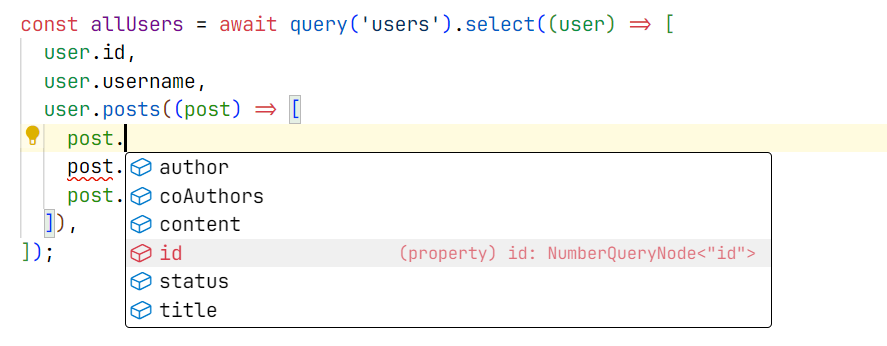 const allUsers = await query('users').select((user) => [
user.id,
user.username,
user.posts((post) => [
post.
post.
post.
]),
]);
author
coAuthors
content
id (property) id: NumberQueryNode<"id">
status
title